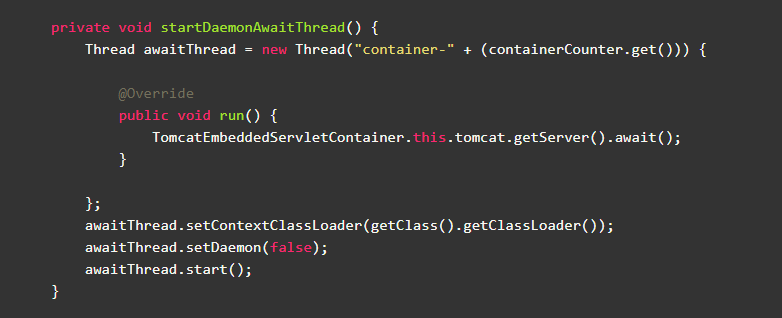 private void startDaemonAwaitThread() {
Thread awaitThread = new Thread("container-" + (containerCounter.get())) {
@Override
public void run() {
TomcatEmbeddedServletContainer.this.tomcat.getServer().await();
}
};
awaitThread.setContextClassLoader(getClass().getClassLoader());
awaitThread.setDaemon(false);
awaitThread.start();
}